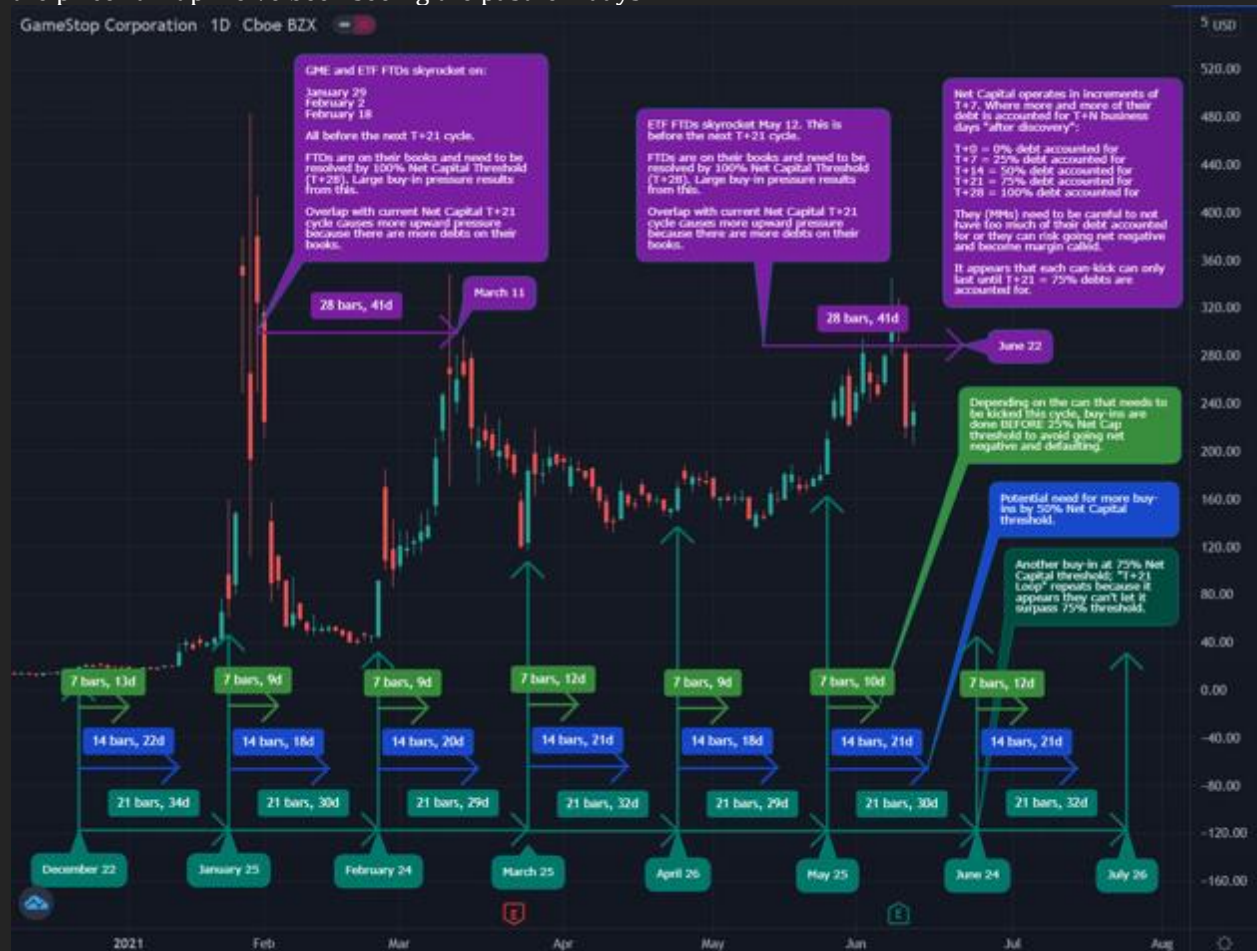 GameStop Corporation 1D Cboe BZX
USD
520.00
480.00
440.00
400.00
360.00
320.00
280.00
240.00
200.00
160.00
120.00
80.00
40.00
0.00
-40.00
-80.00
-120.00
-160.00
GME and ETF FTDs skyrocket on:
January 29
February 2
February 18
All before the next T+21 cycle.
FTDs are on their books and need to be
resolved by 100% Net Capital Threshold
(T+28). Large buy-in pressure results
from this.
Overlap with current Net Capital T+21
cycle causes more upward pressure
because there are more debts on their
books.
28 bars, 41d
March 11
ETF FTDs skyrocket May 12. This is
before the next T+21 cycle.
FTDs are on their books and need to be
resolved by 100% Net Capital Threshold
(T+28). Large buy-in pressure results
from this.
Overlap with current Net Capital T+21
cycle causes more upward pressure
because there are more debts on their
books.
28 bars, 41d
June 22
Net Capital operates in increments of
T+7. Where more and more of their
debt is accounted for T+N business
days "after discovery":
T+0 = 0% debt accounted for
T+7 = 25% debt accounted for
T+14 = 50% debt accounted for
T+21 = 75% debt accounted for
T+28 = 100% debt accounted for
They (MMs) need to be careful to not
have too much of their debt accounted
for or they can risk going net negative
and become margin called.
It appears that each can-kick can only
last until T+21 = 75% debts are
accounted for.
Depending on the can that needs to
be kicked this cycle, buy-ins are
done BEFORE 25% Net Cap
threshold to avoid going net
negative and defaulting.
Potential need for more buy-
ins by 50% Net Capital
threshold.
Another buy-in at 75% Net
Capital threshold; "T+21
Loop" repeats because it
appears they can't let it
surpass 75% threshold.
7 bars, 13d
7 bars, 9d
7 bars, 9d
7 bars, 12d
7 bars, 9d
7 bars, 10d
7 bars, 12d
14 bars, 22d
14 bars, 18d
14 bars, 20d
14 bars, 21d
14 bars, 18d
14 bars, 21d
14 bars, 21d
21 bars, 34d
21 bars, 30d
21 bars, 29d
21 bars, 32d
21 bars, 29d
21 bars, 30d
21 bars, 32d
December 22
January 25
February 24
March 25
April 26
May 25
June 24
July 26
E
E
2021 Feb Mar Apr May Jun Jul Aug